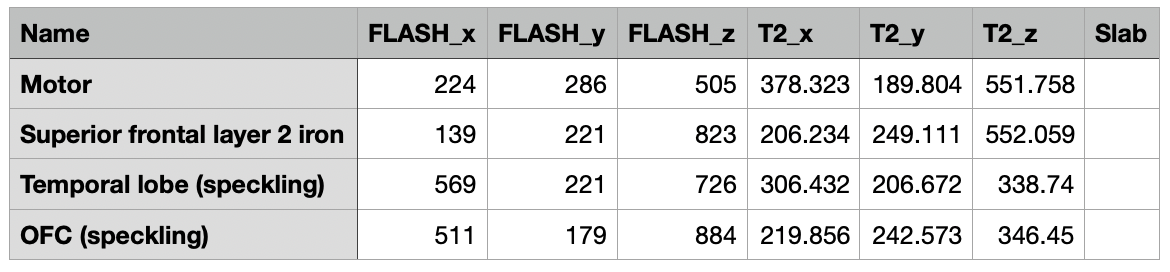 Name FLASH_x FLASH_y FLASH_z T2_x T2_y T2_z Slab
Motor 224 286 505 378.323 189.804 551.758
Superior frontal layer 2 iron 139 221 823 206.234 249.111 552.059
Temporal lobe (speckling) 569 221 726 306.432 206.672 338.74
OFC (speckling) 511 179 884 219.856 242.573 346.45